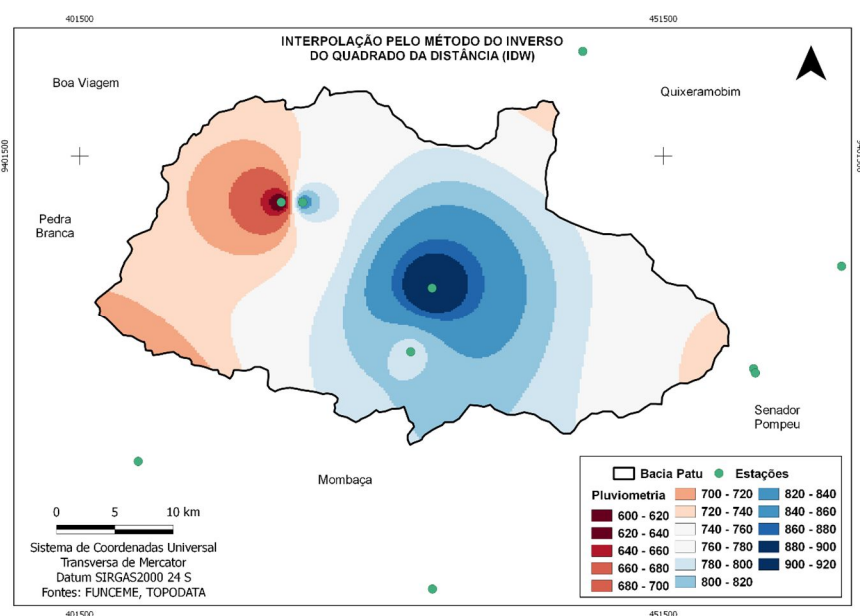 401500
451500
INTERPOLAÇÃO PELO MÉTODO DO INVERSO
DO QUADRADO DA DISTÂNCIA (IDW)
Boa Viagem
Quixeramobim
9401500
9401500
Pedra
Branca
Senador
Pompeu
Mombaça
0 5 10 km
Sistema de Coordenadas Universal
Transversa de Mercator
Datum SIRGAS2000 24 S
Fontes: FUNCEME, TOPODATA
Bacia Patu Estações
Pluviometria
600 - 620
620 - 640
640 - 660
660 - 680
680 - 700
700 - 720
720 - 740
740 - 760
760 - 780
780 - 800
800 - 820
820 - 840
840 - 860
860 - 880
880 - 900
900 - 920
401500
451500